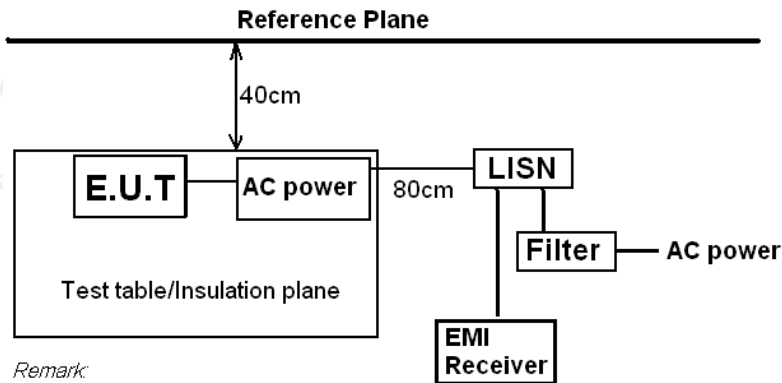 Reference Plane
40cm
E.U.T
AC power
80cm
LISN
Filter
AC power
Test table/Insulation plane
EMI
Receiver
Remark: